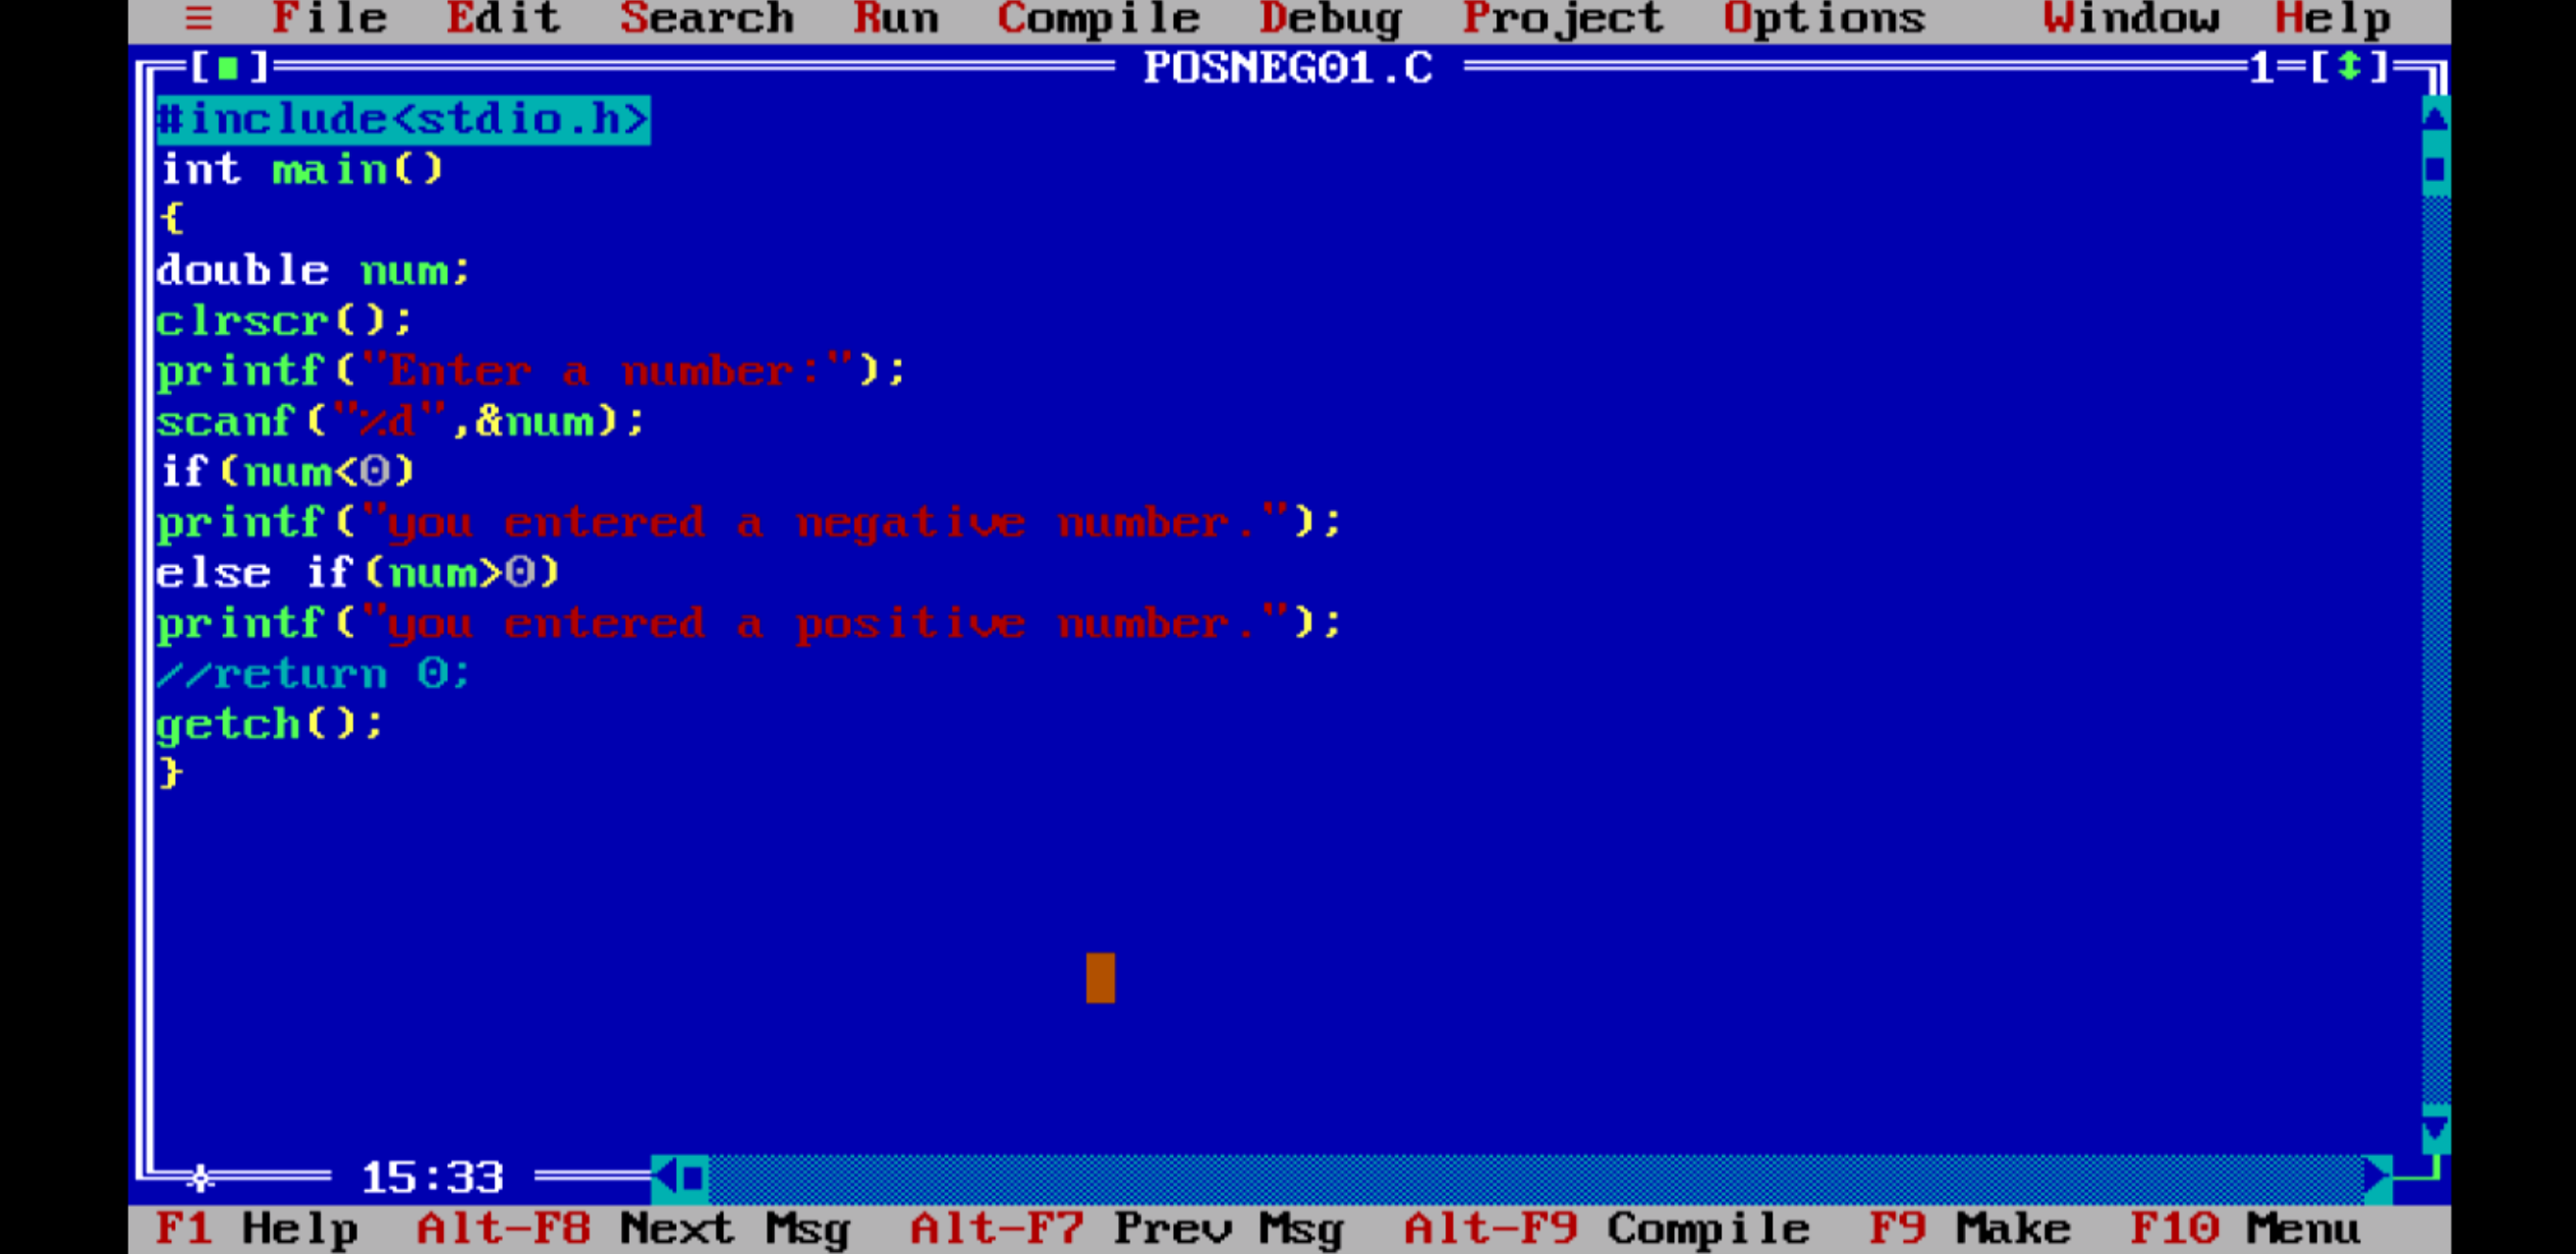 ≡ File Edit Search Run Compile Debug Project Options Window Help
[■] POSNEG01.C 1=[↕]
#include<stdio.h>
int main()
{
double num;
clrscr();
printf("Enter a number:");
scanf("%d",&num);
if(num<0)
printf("you entered a negative number.");
else if(num>0)
printf("you entered a positive number.");
//return 0;
getch();
}
15:33
F1 Help Alt-F8 Next Msg Alt-F7 Prev Msg Alt-F9 Compile F9 Make F10 Menu